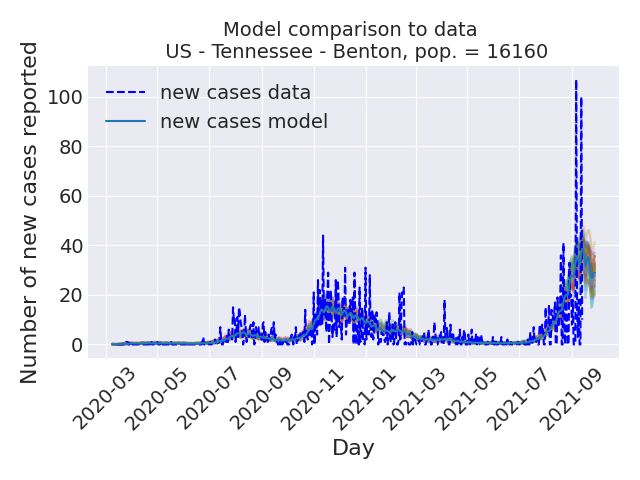 Model comparison to data
US - Tennessee - Benton, pop. = 16160
new cases data
new cases model
Number of new cases reported
100
80
60
40
20
0
2020-03
2020-05
2020-07
2020-09
2020-11
2021-01
2021-03
2021-05
2021-07
2021-09
Day